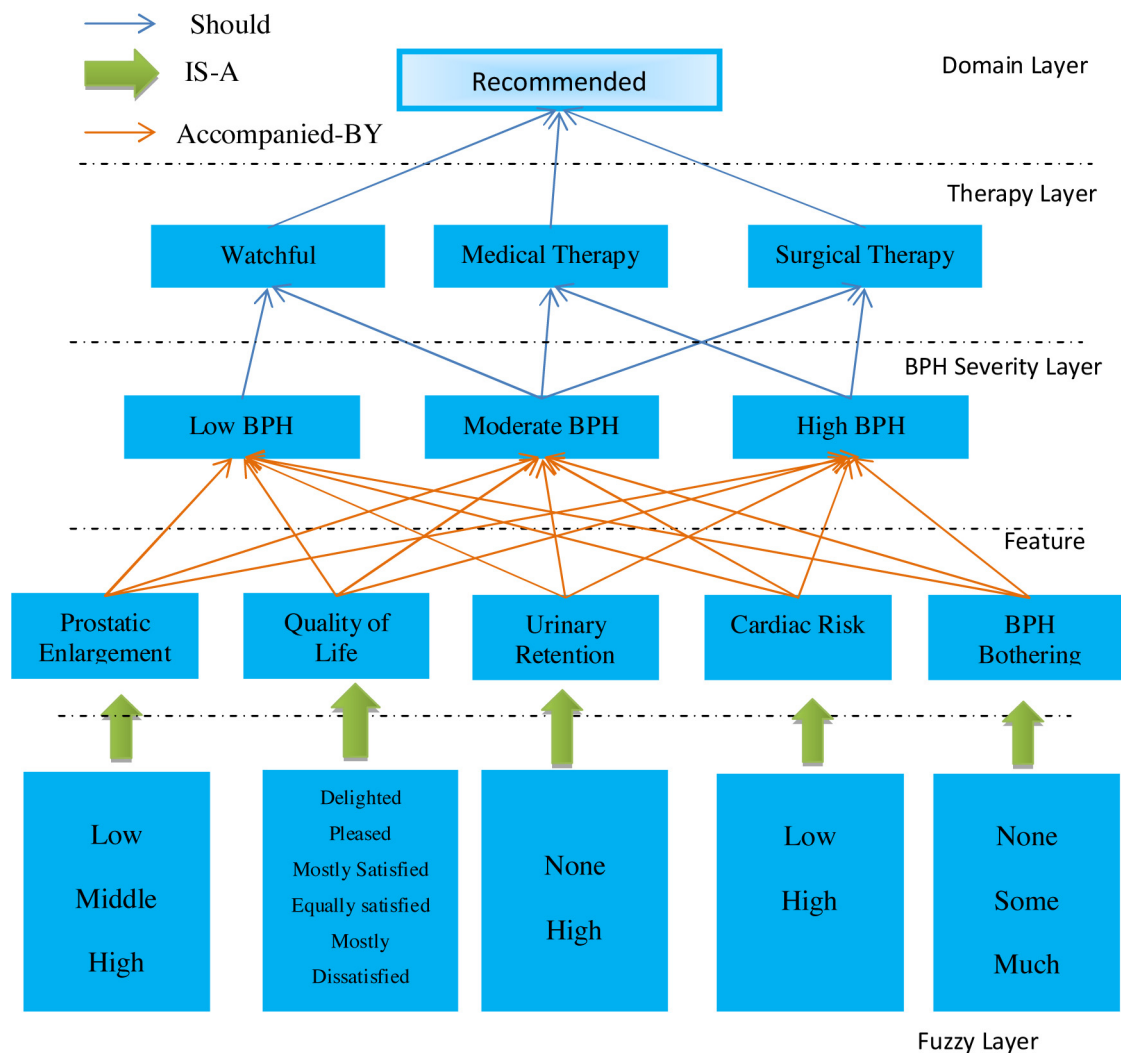 Should
IS-A
Accompanied-BY
Domain Layer
Recommended
Therapy Layer
Watchful
Medical Therapy
Surgical Therapy
BPH Severity Layer
Low BPH
Moderate BPH
High BPH
Feature
Prostatic
Enlargement
Quality of
Life
Urinary
Retention
Cardiac Risk
BPH
Bothering
Low
Middle
High
Delighted
Pleased
Mostly Satisfied
Equally satisfied
Mostly
Dissatisfied
None
High
Low
High
None
Some
Much
Fuzzy Layer